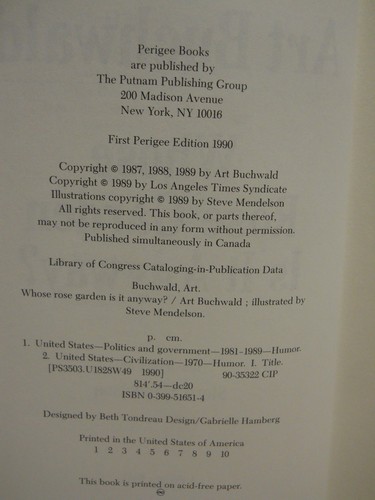 Perigee Books
are published by
The Putnam Publishing Group
200 Madison Avenue
New York, NY 10016
First Perigee Edition 1990
Copyright © 1987, 1988, 1989 by Art Buchwald
Copyright © 1989 by Los Angeles Times Syndicate
Illustrations copyright © 1989 by Steve Mendelson
All rights reserved. This book, or parts thereof,
may not be reproduced in any form without permission.
Published simultaneously in Canada
Library of Congress Cataloging-in-Publication Data
Buchwald, Art.
Whose rose garden is it anyway? / Art Buchwald ; illustrated by
Steve Mendelson.
p. cm.
1. United States—Politics and government—1981-1989—Humor.
2. United States—Civilization—1970—Humor. I. Title.
[PS3503.U1828W49 1990] 90-35322 CIP
814'.54—dc20
ISBN 0-399-51651-4
Designed by Beth Tondreau Design/Gabrielle Hamberg
Printed in the United States of America
1 2 3 4 5 6 7 8 9 10
This book is printed on acid-free paper.